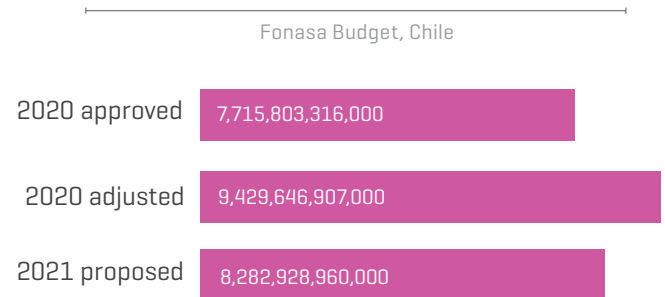 Fonasa Budget, Chile
2020 approved 7,715,803,316,000
2020 adjusted 9,429,646,907,000
2021 proposed 8,282,928,960,000